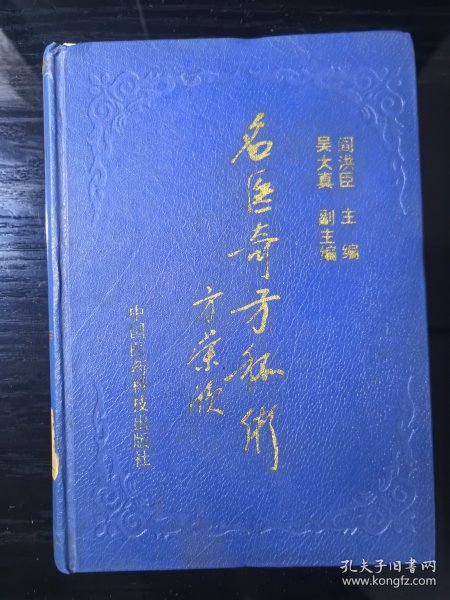 阎洪臣 主编
吴大真 副主编
名医奇方秘術
方荣欣
中国医药科技出版社
孔夫子旧书网
www.kongfz.com